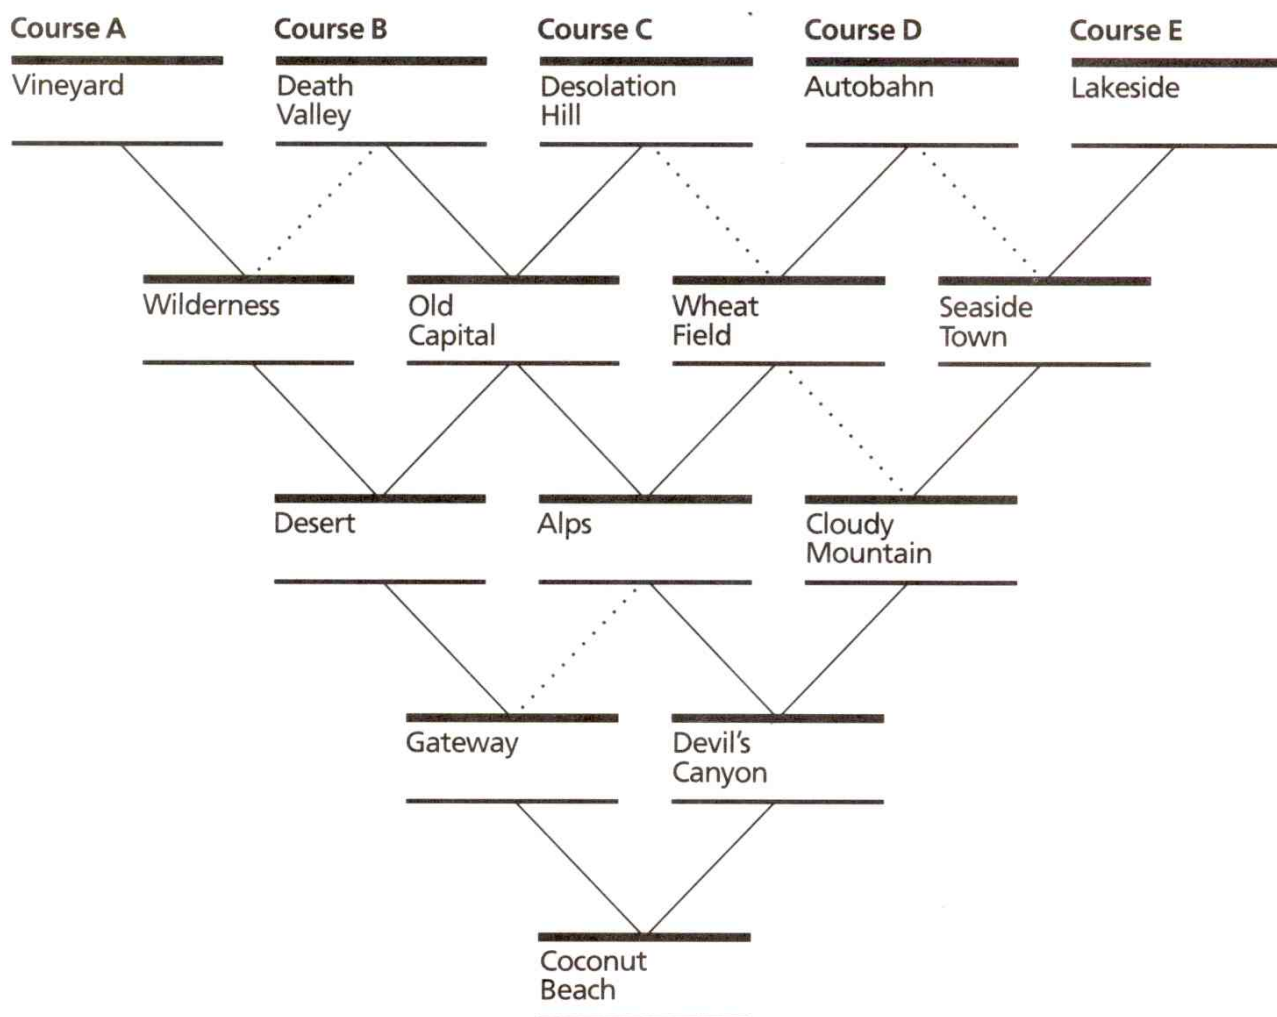 Course A
Course B
Course C
Course D
Course E
Vineyard
Death
Valley
Desolation
Hill
Autobahn
Lakeside
Wilderness
Old
Capital
Wheat
Field
Seaside
Town
Desert
Alps
Cloudy
Mountain
Gateway
Devil's
Canyon
Coconut
Beach